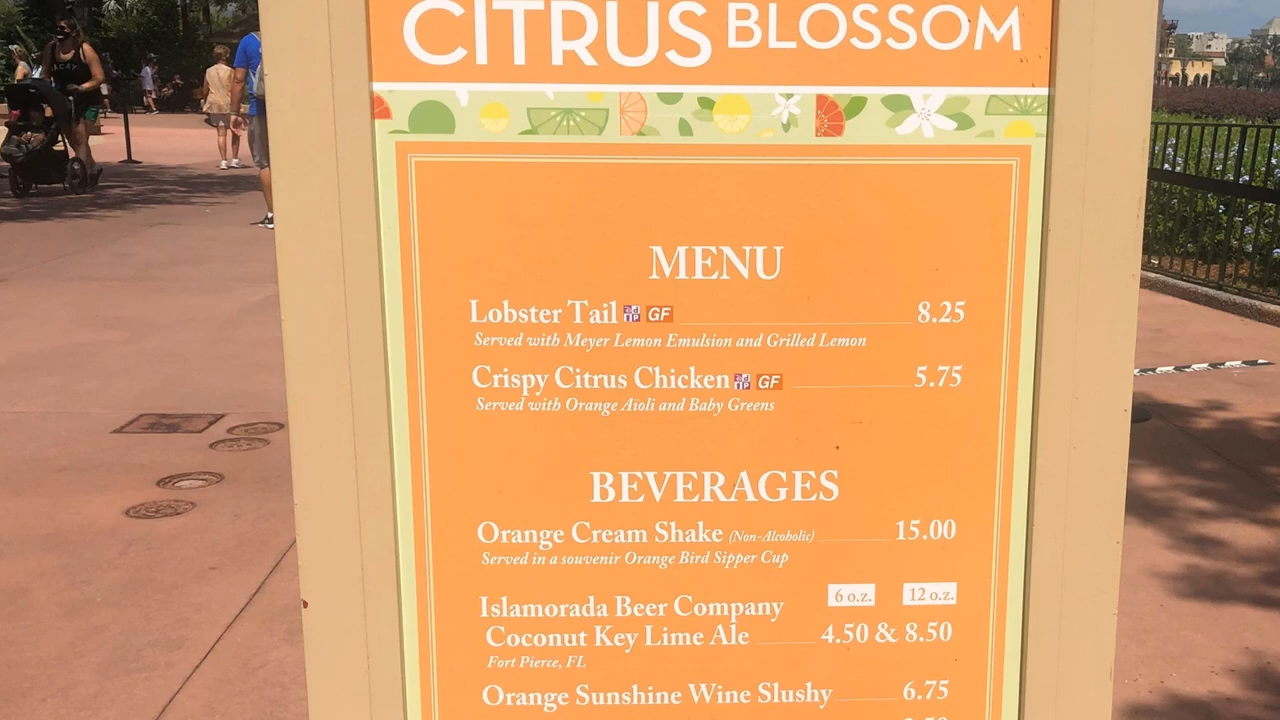 CITRUS BLOSSOM
MENU
Lobster Tail GF 8.25
Served with Meyer Lemon Emulsion and Grilled Lemon
Crispy Citrus Chicken GF 5.75
Served with Orange Aïoli and Baby Greens
BEVERAGES
Orange Cream Shake (Non-Alcoholic) 15.00
Served in a souvenir Orange Bird Sipper Cup
6 o.z. 12 o.z.
Islamorada Beer Company
Coconut Key Lime Ale 4.50 & 8.50
Fort Pierce, FL
Orange Sunshine Wine Slushy 6.75